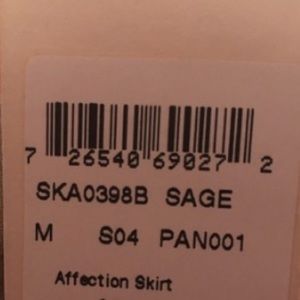 7 26540 69027 2
SKA0398B SAGE
M S04 PAN001
Affection Skirt